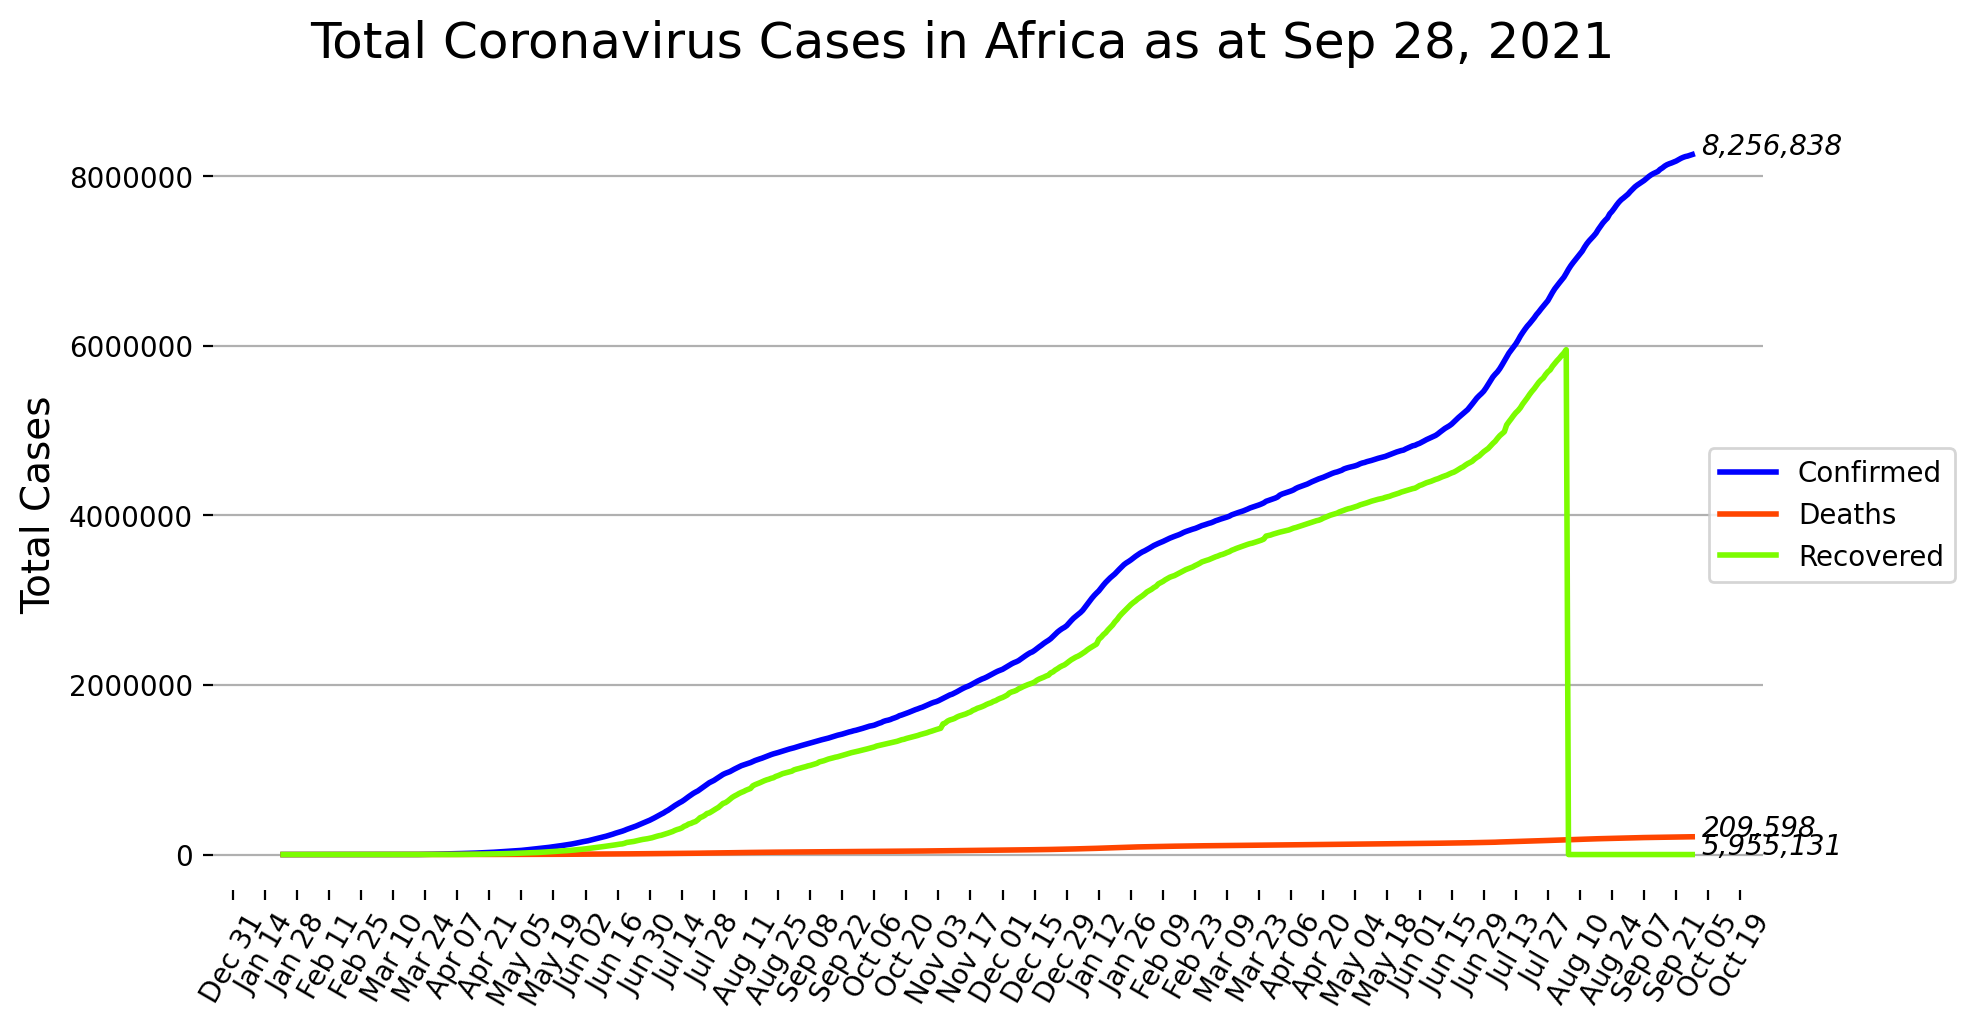 Total Coronavirus Cases in Africa as at Sep 28, 2021
Total Cases
8000000
6000000
4000000
2000000
0
8,256,838
209,598
5,955,131
Confirmed
Deaths
Recovered
Dec 31
Jan 14
Jan 28
Feb 11
Feb 25
Mar 10
Mar 24
Apr 07
Apr 21
May 05
May 19
Jun 02
Jun 16
Jun 30
Jul 14
Jul 28
Aug 11
Aug 25
Sep 08
Sep 22
Oct 06
Oct 20
Nov 03
Nov 17
Dec 01
Dec 15
Dec 29
Jan 12
Jan 26
Feb 09
Feb 23
Mar 09
Mar 23
Apr 06
Apr 20
May 04
May 18
Jun 01
Jun 15
Jun 29
Jul 13
Jul 27
Aug 10
Aug 24
Sep 07
Sep 21
Oct 05
Oct 19